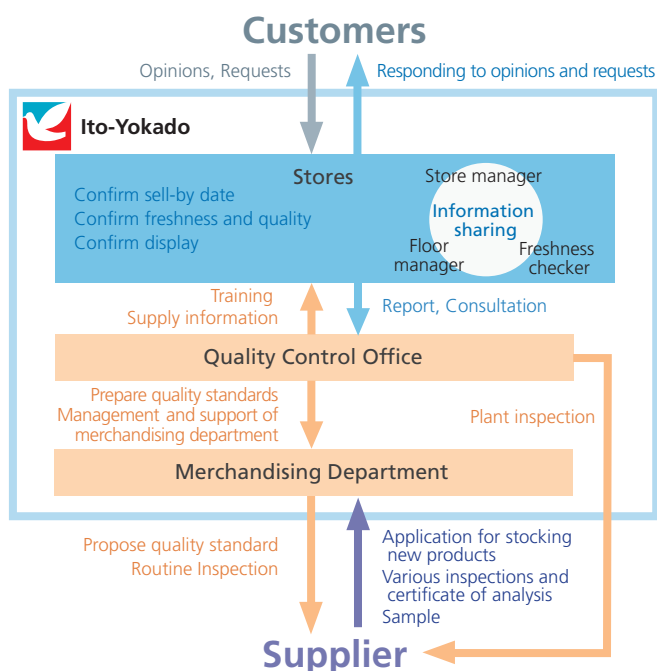 Customers
Opinions, Requests
Responding to opinions and requests
Ito-Yokado
Stores
Confirm sell-by date
Confirm freshness and quality
Confirm display
Store manager
Information
sharing
Floor
manager
Freshness
checker
Training
Supply information
Report, Consultation
Quality Control Office
Prepare quality standards
Management and support of
merchandising department
Plant inspection
Merchandising Department
Propose quality standard
Routine Inspection
Application for stocking
new products
Various inspections and
certificate of analysis
Sample
Supplier